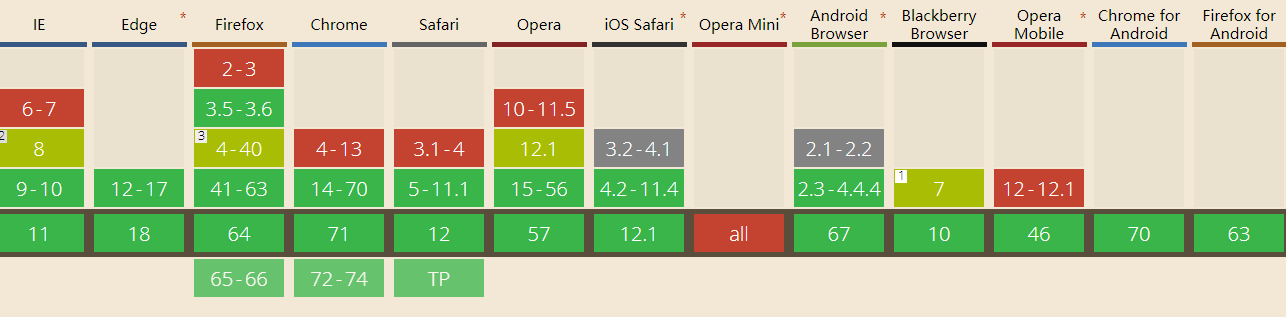 IE Edge * Firefox Chrome Safari Opera iOS Safari * Opera Mini * Android Browser * Blackberry Browser Opera Mobile * Chrome for Android Firefox for Android
2-3
6-7 3.5-3.6 10-11.5
2 8 3 4-40 4-13 3.1-4 12.1 3.2-4.1 2.1-2.2
9-10 12-17 41-63 14-70 5-11.1 15-56 4.2-11.4 2.3-4.4.4 1 7 12-12.1
11 18 64 71 12 57 12.1 all 67 10 46 70 63
65-66 72-74 TP